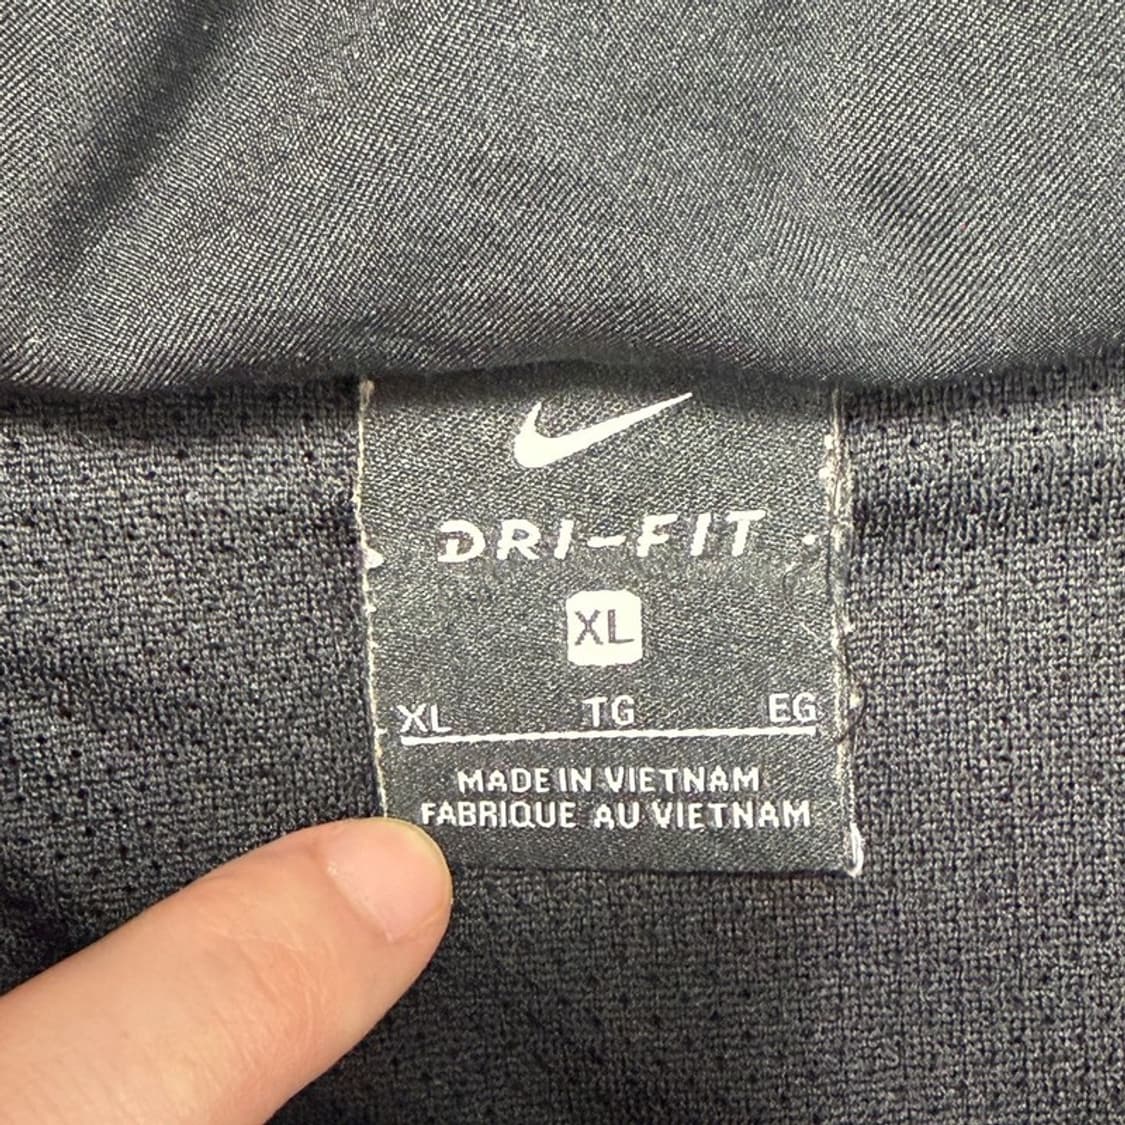 DRI-FIT
XL
XL TG EG
MADE IN VIETNAM
FABRIQUE AU VIETNAM